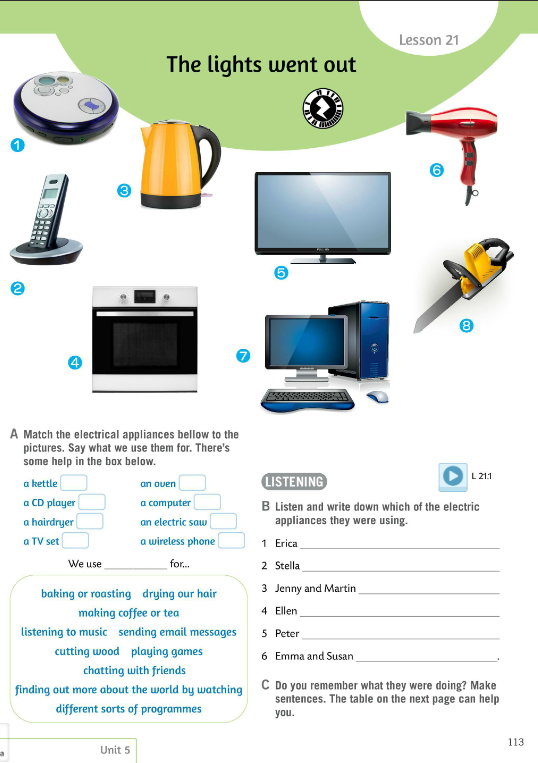 Lesson 21
The lights went out
1
2
3
4
5
6
7
8
A Match the electrical appliances bellow to the
pictures. Say what we use them for. There's
some help in the box below.
a kettle
an oven
a CD player
a computer
a hairdryer
an electric saw
a TV set
a wireless phone
We use ____________ for...
baking or roasting drying our hair
making coffee or tea
listening to music sending email messages
cutting wood playing games
chatting with friends
finding out more about the world by watching
different sorts of programmes
LISTENING
L 21.1
B Listen and write down which of the electric
appliances they were using.
1 Erica
2 Stella
3 Jenny and Martin
4 Ellen
5 Peter
6 Emma and Susan .
C Do you remember what they were doing? Make
sentences. The table on the next page can help
you.
a
Unit 5
113